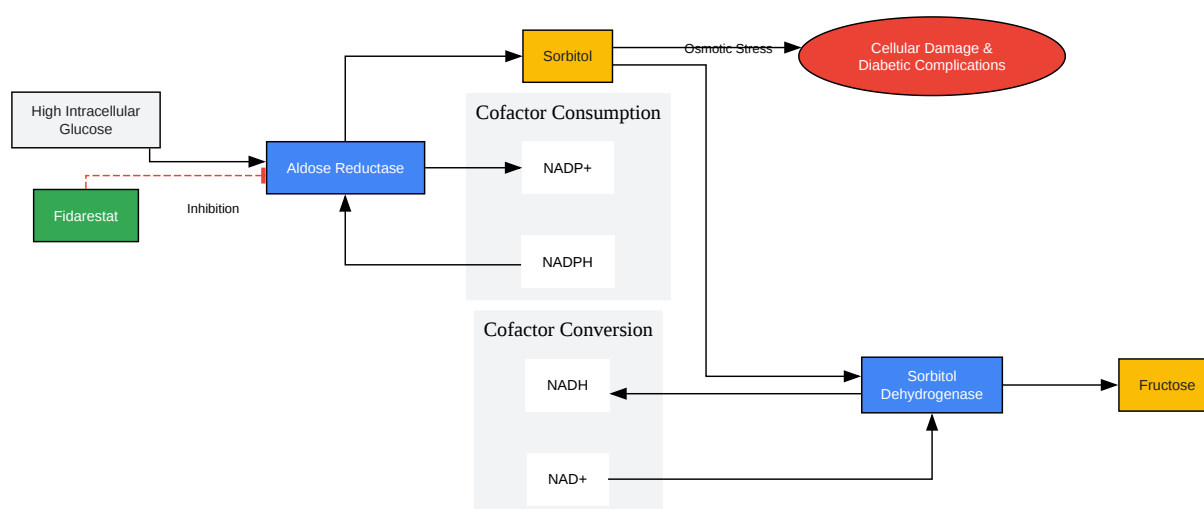 Sorbitol
Osmotic Stress
Cellular Damage &
Diabetic Complications
High Intracellular
Glucose
Cofactor Consumption
Aldose Reductase
NADP+
Fidarestat
Inhibition
NADPH
Cofactor Conversion
NADH
Sorbitol
Dehydrogenase
Fructose
NAD+